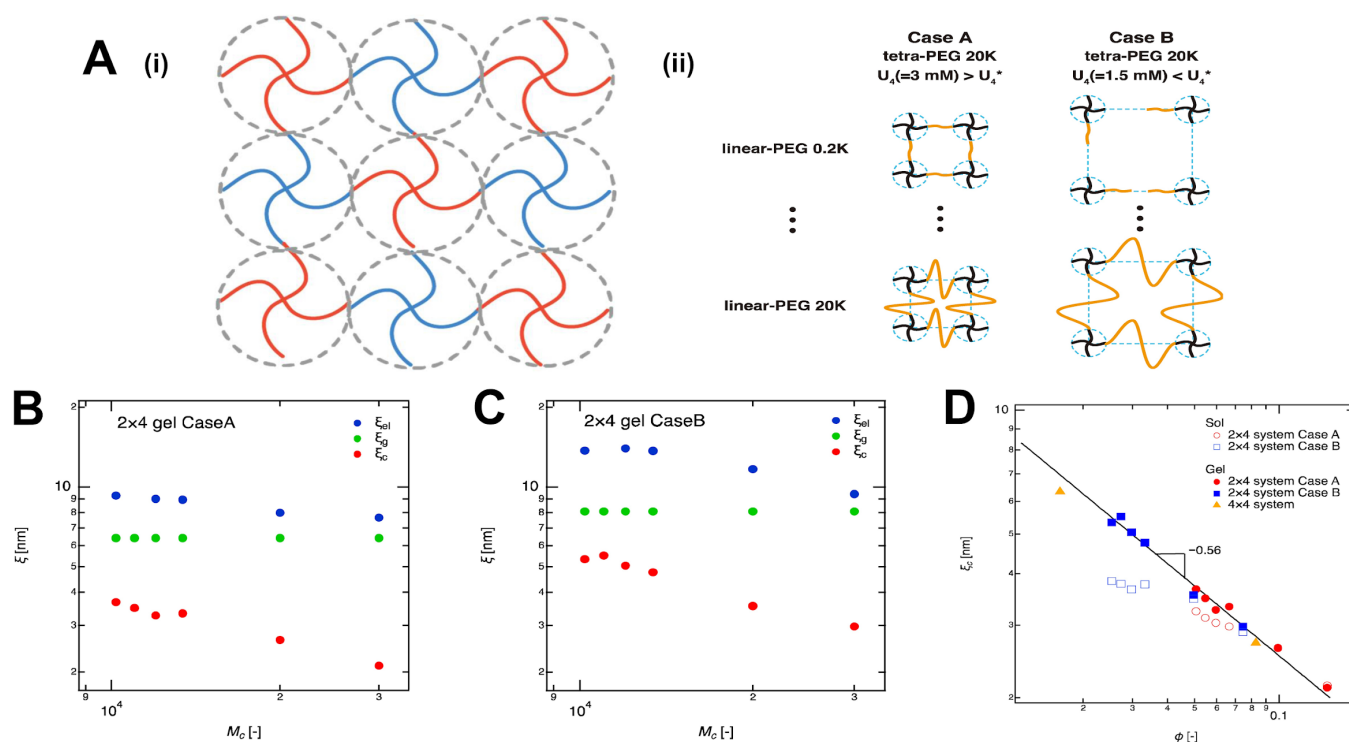 A (i)
(ii)
Case A
tetra-PEG 20K
U₄(=3 mM) > U₄*
Case B
tetra-PEG 20K
U₄(=1.5 mM) < U₄*
linear-PEG 0.2K
linear-PEG 20K
B
2×4 gel CaseA
ξel
ξg
ξc
ξ [nm]
2
10
9
8
7
6
5
4
3
2
9
10⁴
2
3
Mc [-]
C
2×4 gel CaseB
ξel
ξg
ξc
ξ [nm]
2
10
9
8
7
6
5
4
3
2
9
10⁴
2
3
Mc [-]
D
Sol
2×4 system Case A
2×4 system Case B
Gel
2×4 system Case A
2×4 system Case B
4×4 system
−0.56
ξc [nm]
10
9
8
7
6
5
4
3
2
2
3
4
5
6
7
8
9
0.1
ϕ [-]